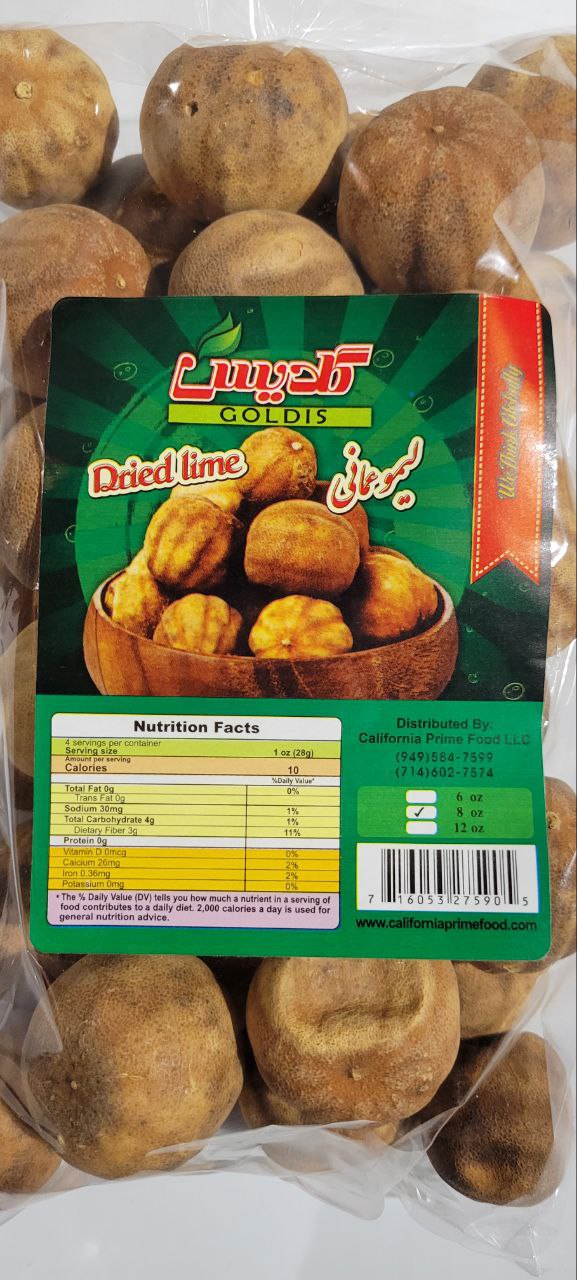 گلدیس
GOLDIS
Dried lime
لیمو عمانی
We Think Globally
Nutrition Facts
4 servings per container
Serving size 1 oz (28g)
Amount per serving
Calories 10
%Daily Value*
Total Fat 0g 0%
Trans Fat 0g
Sodium 30mg 1%
Total Carbohydrate 4g 1%
Dietary Fiber 3g 11%
Protein 0g
Vitamin D 0mcg 0%
Calcium 26mg 2%
Iron 0.36mg 2%
Potassium 0mg 0%
* The % Daily Value (DV) tells you how much a nutrient in a serving of
food contributes to a daily diet. 2,000 calories a day is used for
general nutrition advice.
Distributed By:
California Prime Food LLC
(949)584-7599
(714)602-7574
6 oz
✓ 8 oz
12 oz
7 16053 27590 5
www.californiaprimefood.com